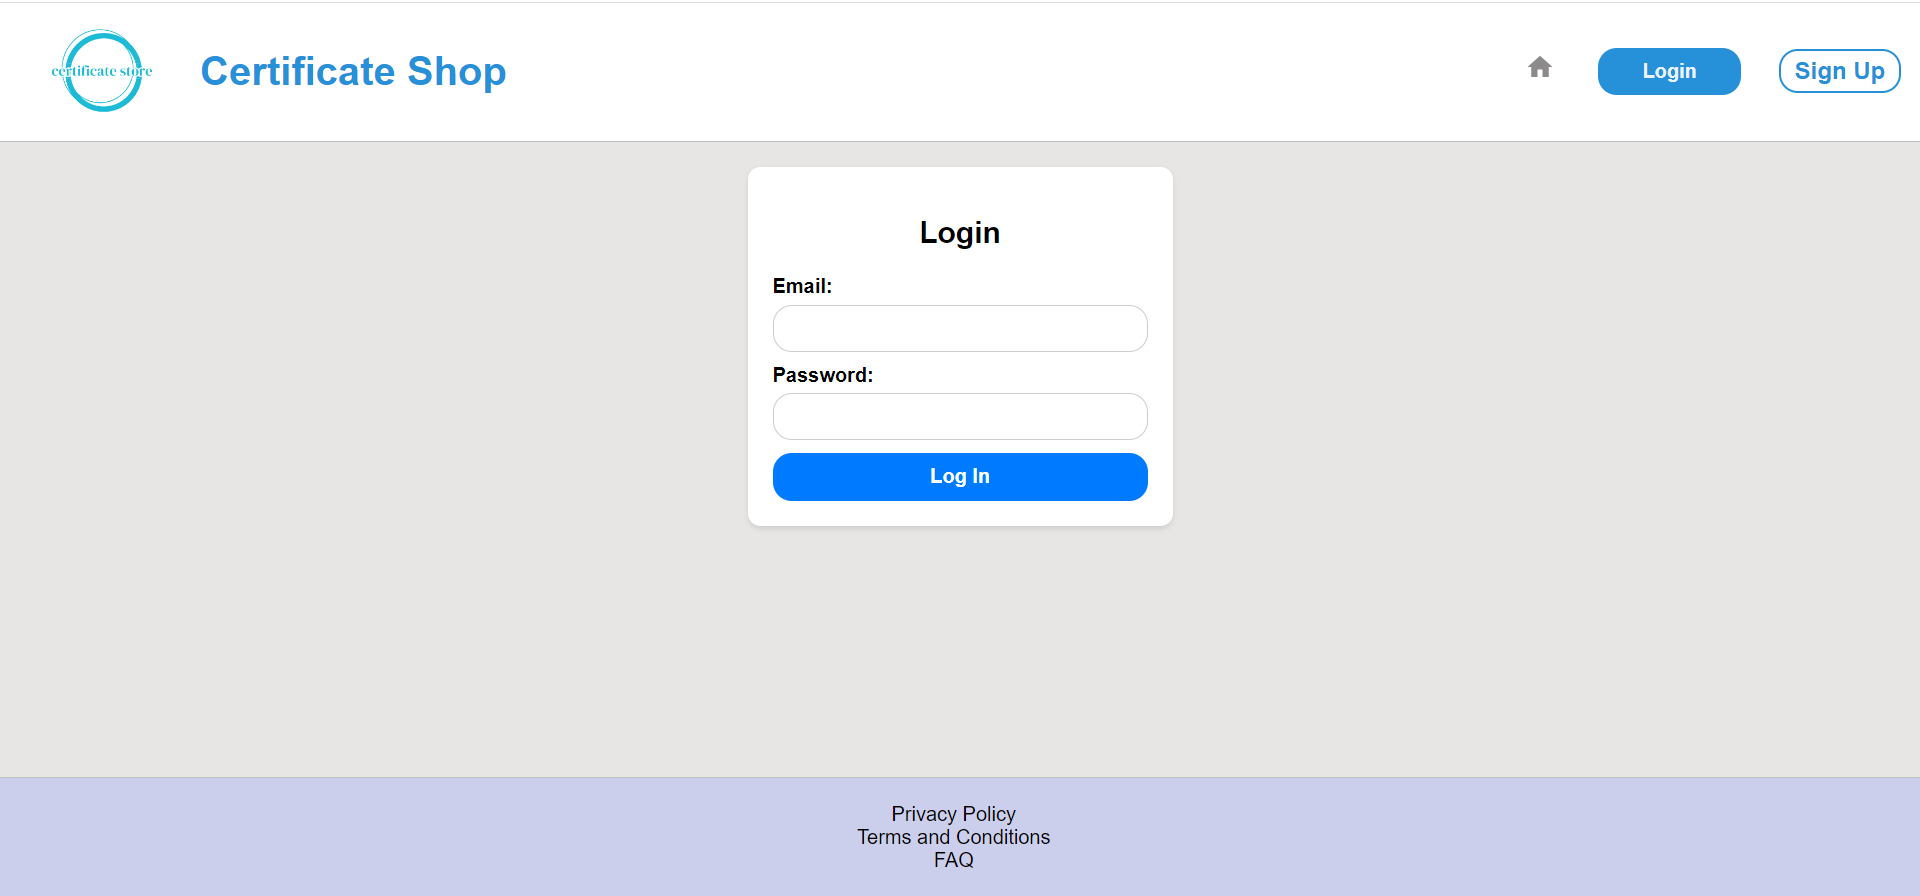 certificate store
Certificate Shop
Login
Sign Up
Login
Email:
Password:
Log In
Privacy Policy
Terms and Conditions
FAQ